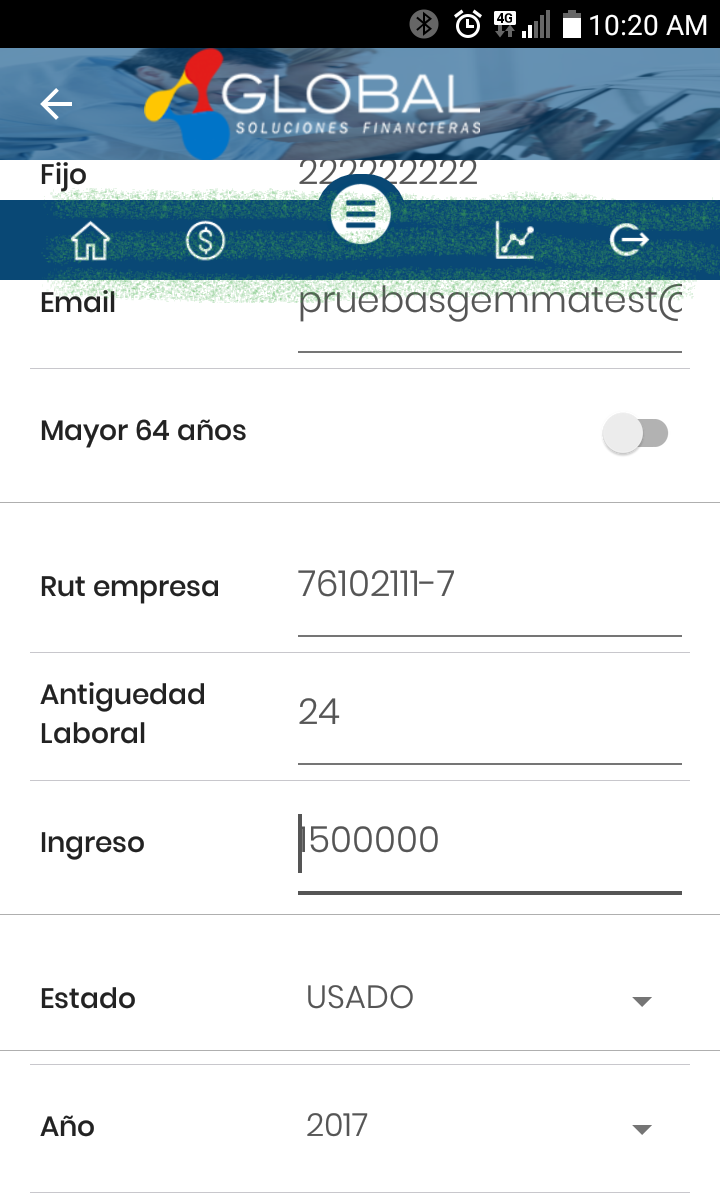 4G 10:20 AM
GLOBAL
SOLUCIONES FINANCIERAS
Fijo 222222222
Email pruebasgemmatest@
Mayor 64 años
Rut empresa 76102111-7
Antiguedad
Laboral 24
Ingreso 1500000
Estado USADO
Año 2017